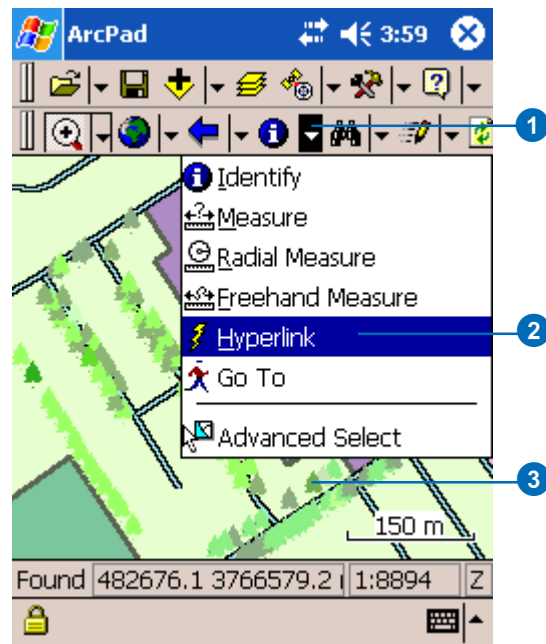 ArcPad 3:59
1
Identify
Measure
Radial Measure
Freehand Measure
Hyperlink
2
Go To
Advanced Select
3
150 m
Found 482676.1 3766579.2 1:8894 Z